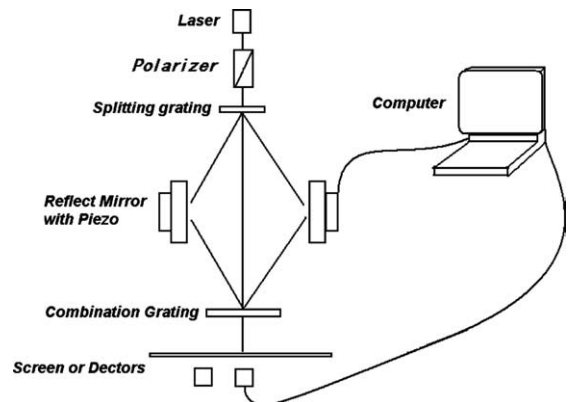 Laser
Polarizer
Splitting grating
Computer
Reflect Mirror
with Piezo
Combination Grating
Screen or Dectors